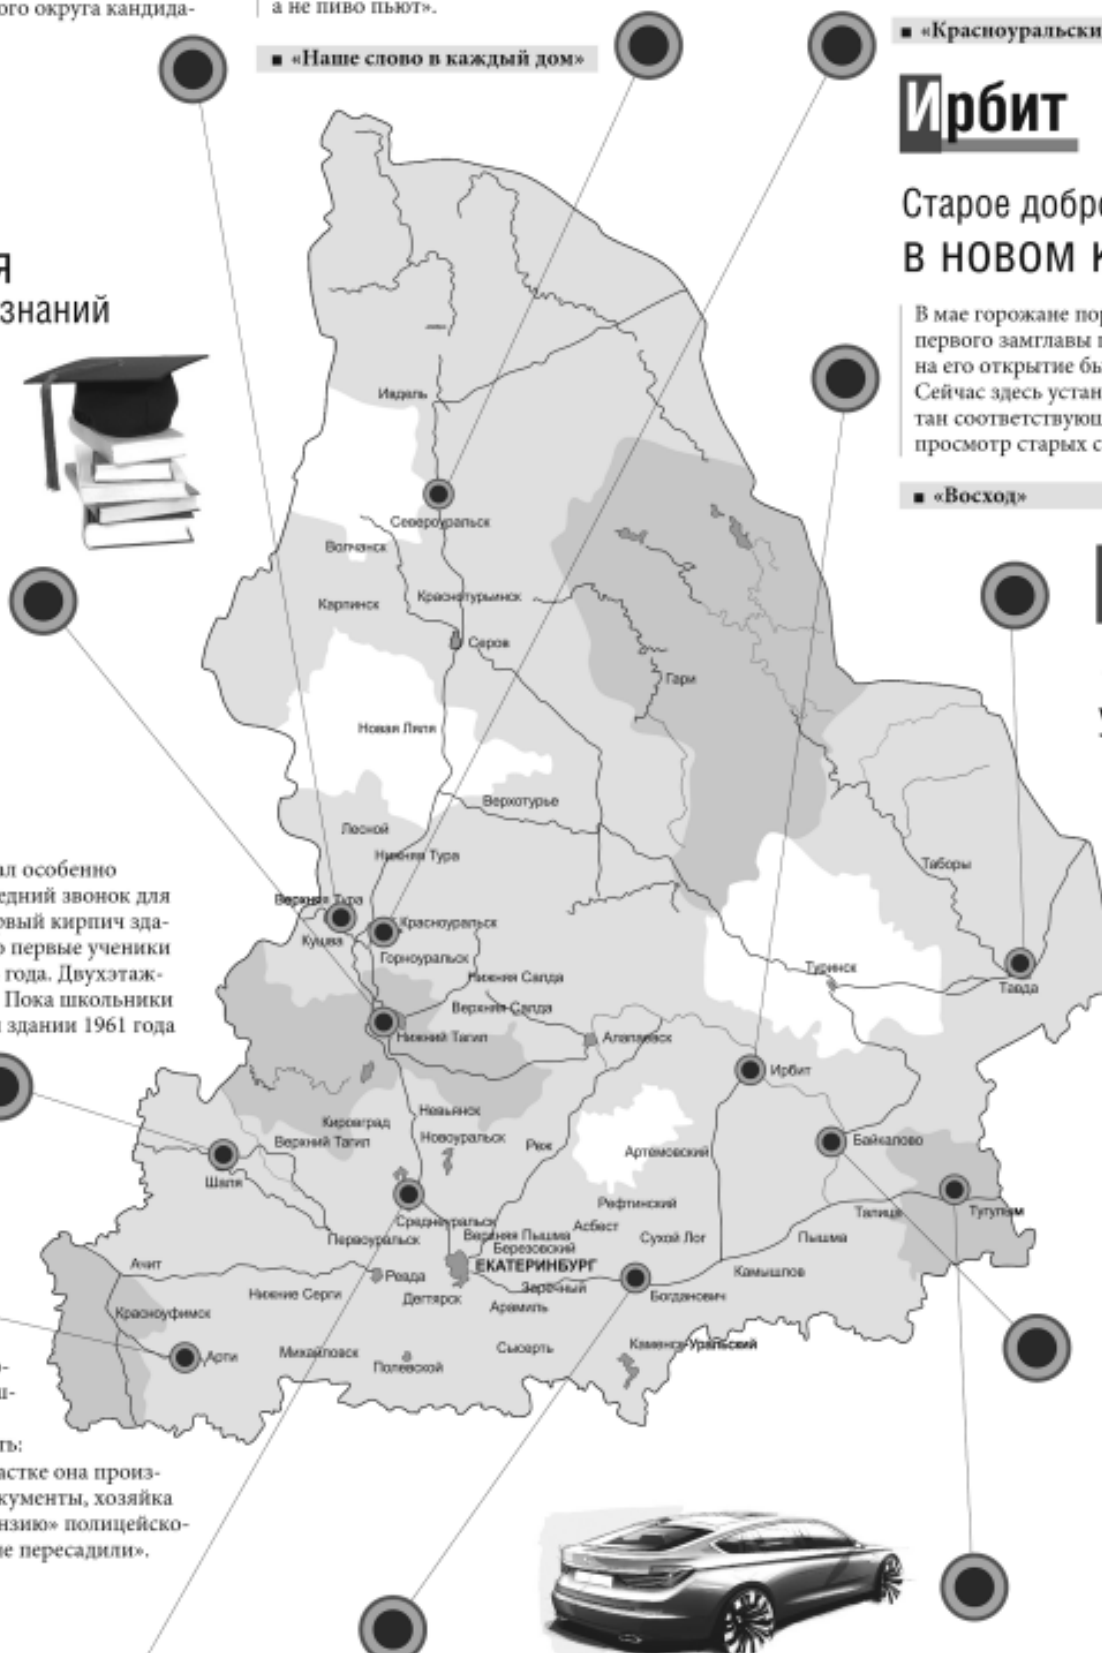 ого округа кандида-
а не пиво пьют».
▪ «Наше слово в каждый дом»
▪ «Красноуральски
Ирбит
Старое добр
в новом к
я
знаний
В мае горожане пор
первого замглавы г
на его открытие бы
Сейчас здесь устан
тан соответствующ
просмотр старых с
▪ «Восход»
Ивдель
Североуральск
Волчанск
Карпинск
Краснотурьинск
Серов
Гари
Новая Ляля
Верхотурье
Лесной
Нижняя Тура
Таборы
ал особенно
едний звонок для
рвый кирпич зда-
о первые ученики
года. Двухэтаж-
Пока школьники
здании 1961 года
Верхняя Тура
Кушва
Красноуральск
Горноуральск
Нижняя Салда
Верхняя Салда
Нижний Тагил
Алапаевск
Туринск
Тавда
Ирбит
Невьянск
Кировград
Верхний Тагил
Новоуральск
Реж
Артемовский
Байкалово
Шаля
Рефтинский
Талица
Тугулым
Среднеуральск
Первоуральск
Верхняя Пышма
Асбест
Березовский
Сухой Лог
Пышма
ЕКАТЕРИНБУРГ
Ачит
Ревда
Камышлов
Нижние Серги
Дегтярск
Заречный
Арамиль
Богданович
Красноуфимск
Арти
Михайловск
Полевской
Сысерть
Каменск-Уральский
ть:
астке она произ-
кументы, хозяйка
нзию» полицейско-
е пересадили».